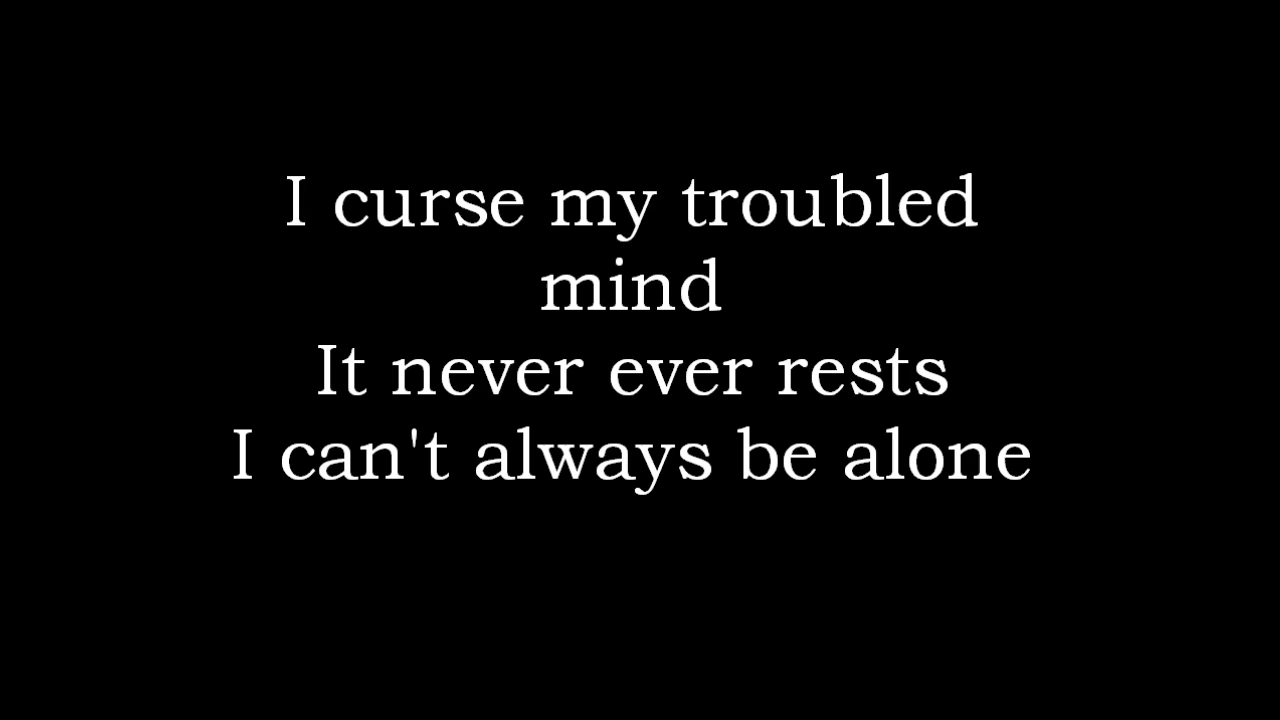 I curse my troubled
mind
It never ever rests
I can't always be alone